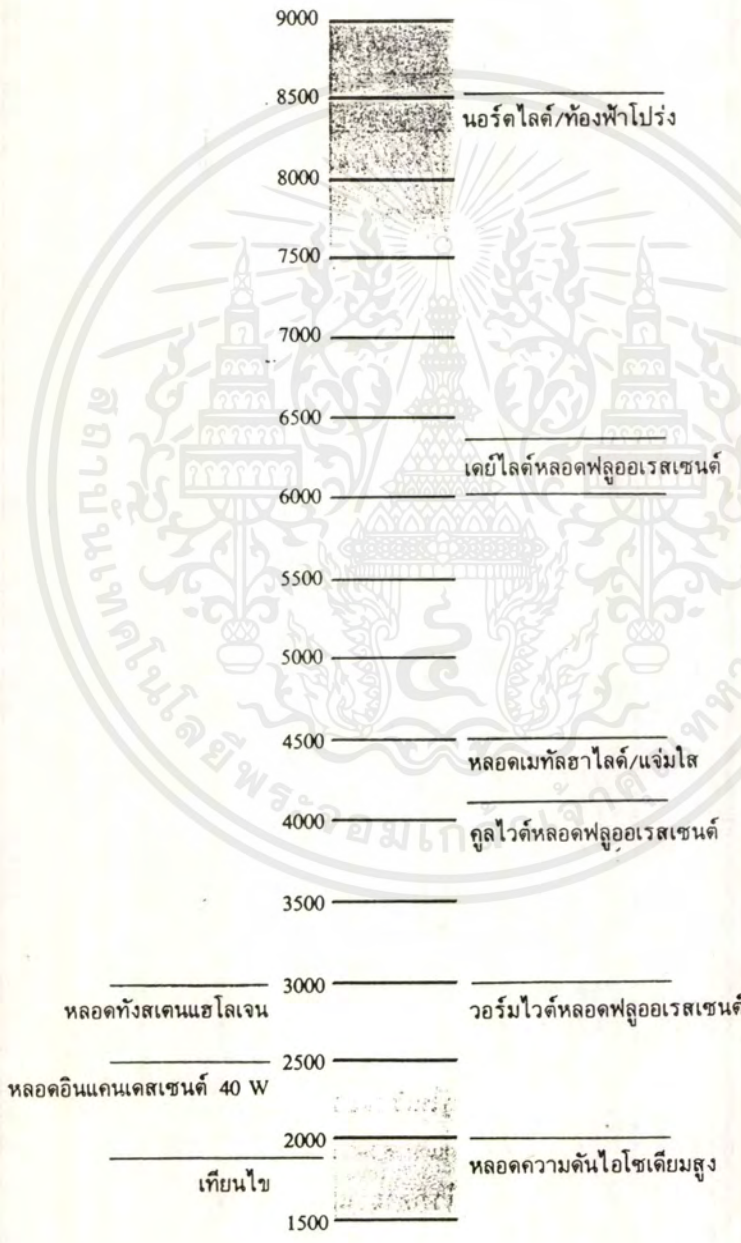 9000
8500
นอร์ตไลต์/ท้องฟ้าโปร่ง
8000
7500
7000
6500
เดย์ไลต์หลอดฟลูออเรสเซนต์
6000
5500
5000
4500
หลอดเมทัลฮาไลด์/แจ่มใส
4000
คูลไวต์หลอดฟลูออเรสเซนต์
3500
3000
หลอดทังสเตนแฮโลเจน
วอร์มไวต์หลอดฟลูออเรสเซนต์
2500
หลอดอินแคนเดสเซนต์ 40 W
2000
หลอดความดันไอโซเดียมสูง
เทียนไข
1500